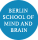 BERLIN
SCHOOL OF
MIND AND
BRAIN